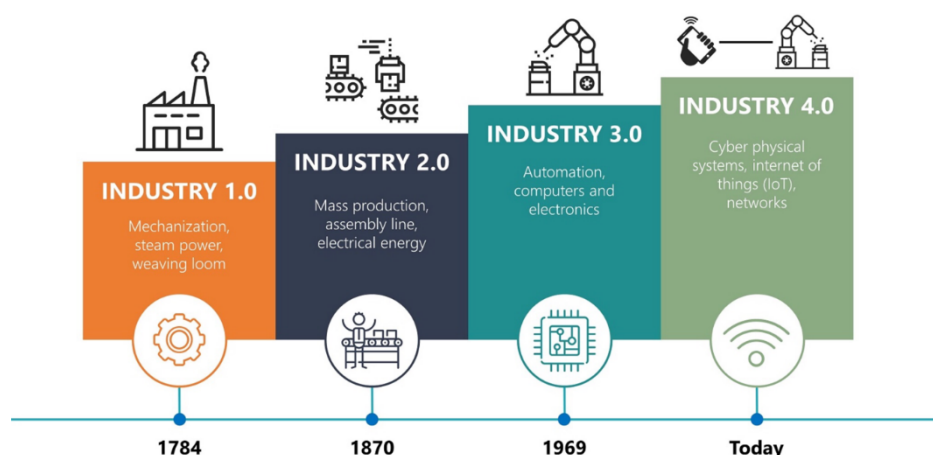 INDUSTRY 1.0
Mechanization,
steam power,
weaving loom
INDUSTRY 2.0
Mass production,
assembly line,
electrical energy
INDUSTRY 3.0
Automation,
computers and
electronics
INDUSTRY 4.0
Cyber physical
systems, internet of
things (IoT),
networks
1784
1870
1969
Today